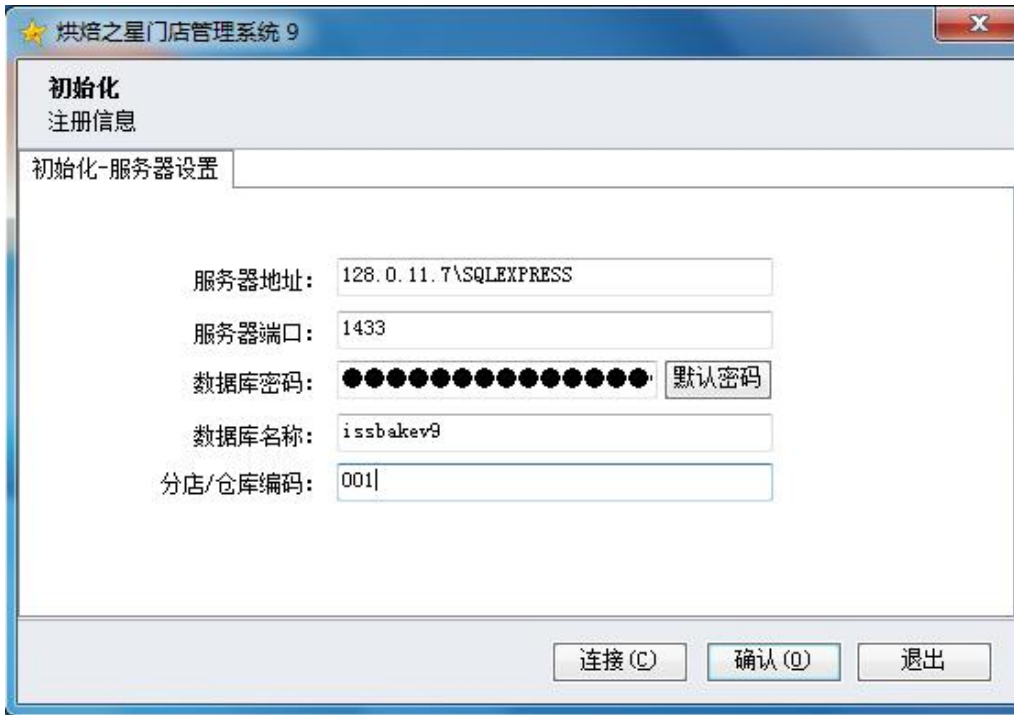 烘焙之星门店管理系统 9
X
初始化
注册信息
初始化-服务器设置
服务器地址: 128.0.11.7\SQLEXPRESS
服务器端口: 1433
数据库密码: ●●●●●●●●●●●●●● 默认密码
数据库名称: issbakev9
分店/仓库编码: 001
连接(C) 确认(O) 退出